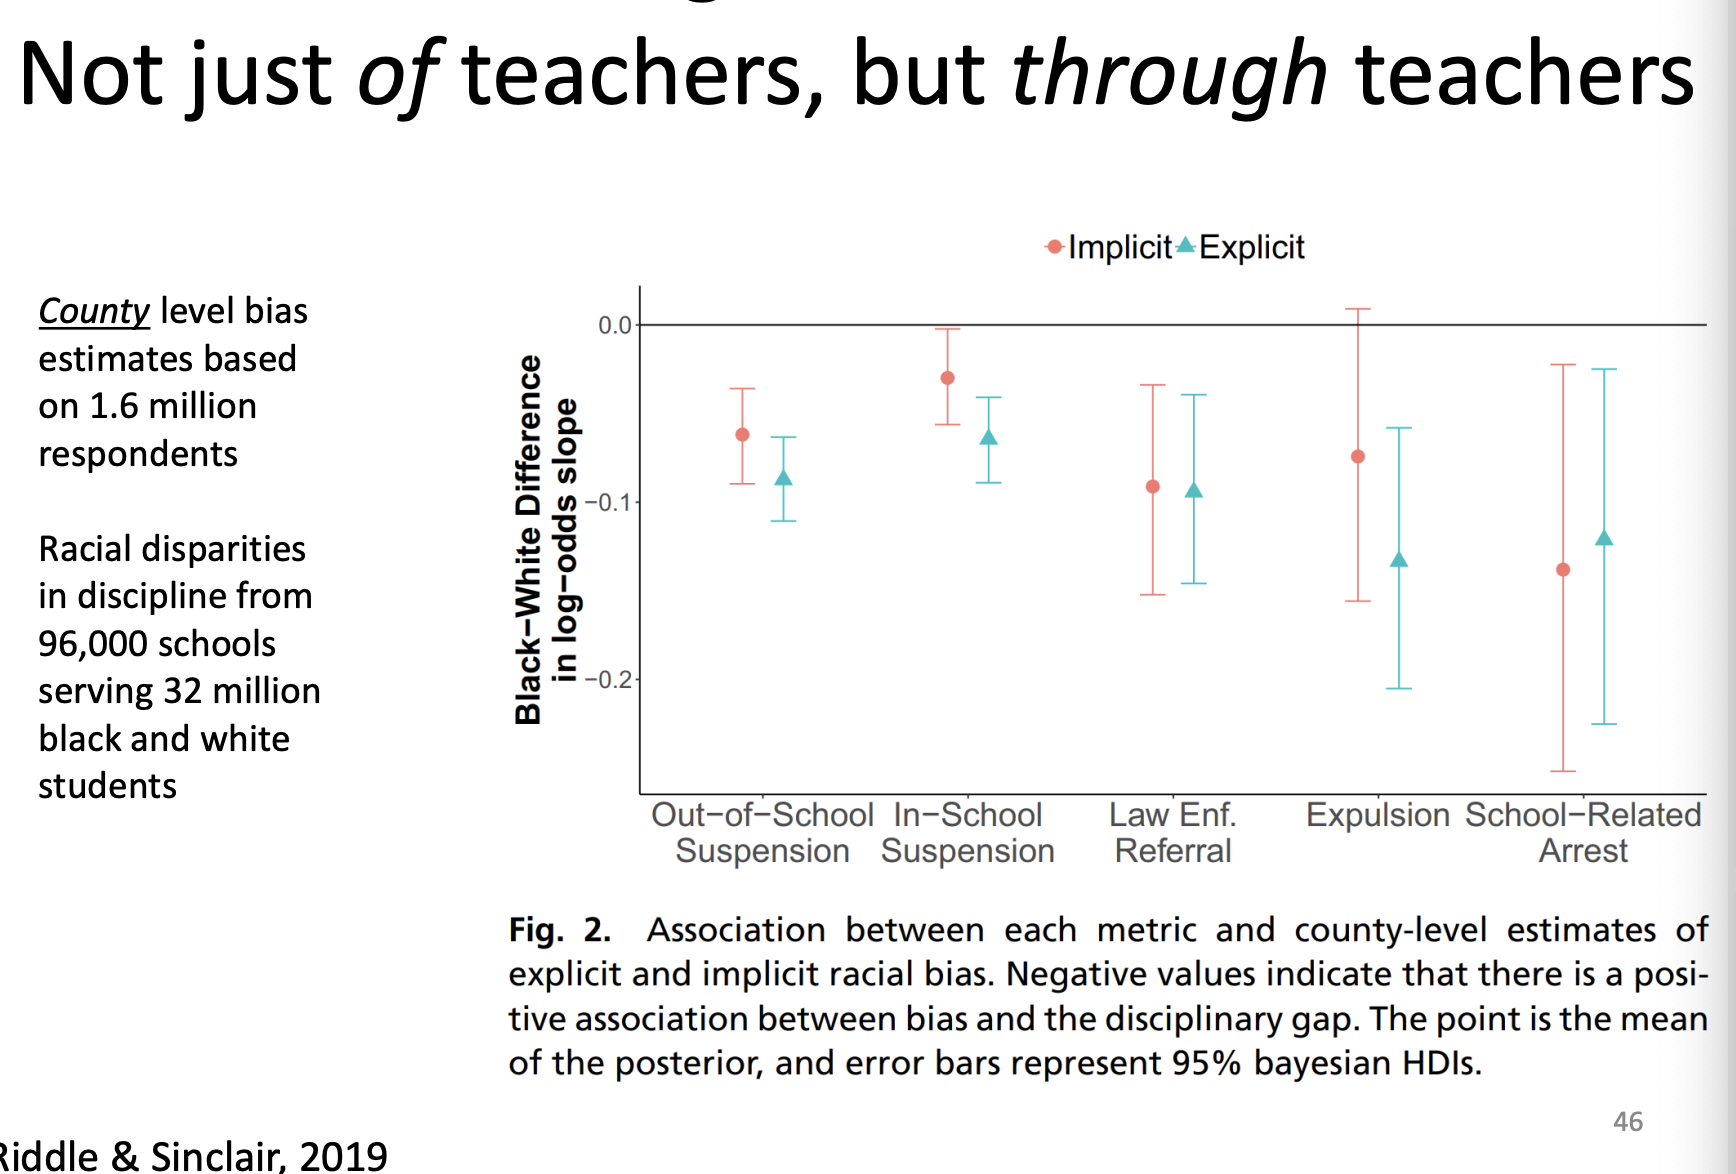 Not just of teachers, but through teachers
County level bias
estimates based
on 1.6 million
respondents
Racial disparities
in discipline from
96,000 schools
serving 32 million
black and white
students
Implicit Explicit
Black−White Difference
in log−odds slope
0.0
−0.1
−0.2
Out−of−School
Suspension
In−School
Suspension
Law Enf.
Referral
Expulsion
School−Related
Arrest
Fig. 2. Association between each metric and county-level estimates of
explicit and implicit racial bias. Negative values indicate that there is a posi-
tive association between bias and the disciplinary gap. The point is the mean
of the posterior, and error bars represent 95% bayesian HDIs.
46
Riddle & Sinclair, 2019